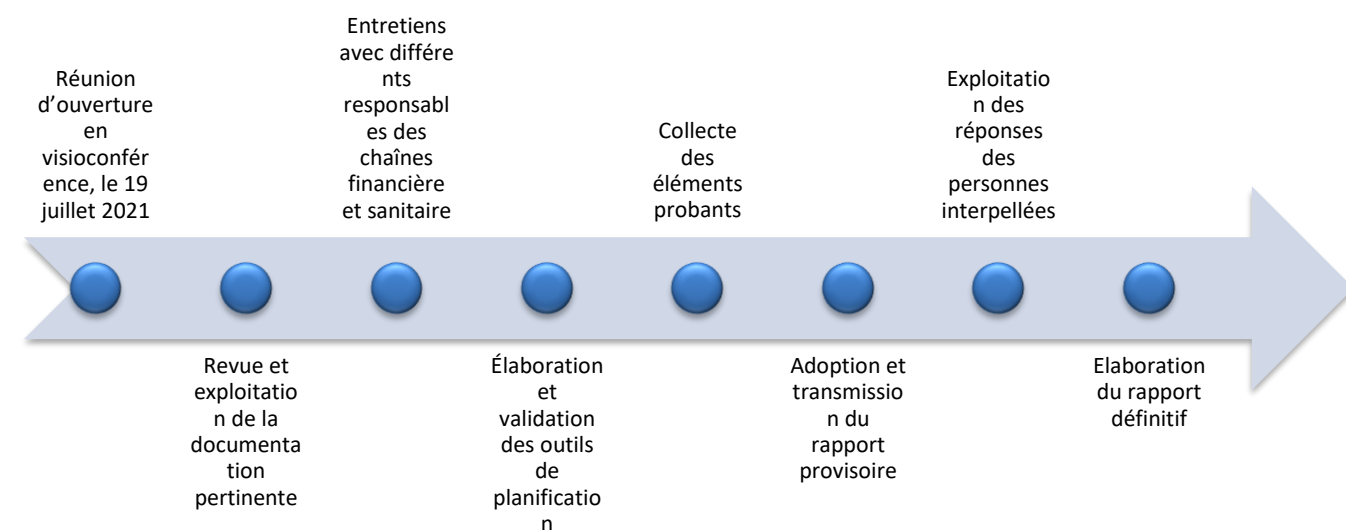 Réunion
d'ouverture
en
visioconfér
ence, le 19
juillet 2021
Revue et
exploitatio
n de la
documenta
tion
pertinente
Entretiens
avec différe
nts
responsabl
es des
chaînes
financière
et sanitaire
Élaboration
et
validation
des outils
de
planificatio
n
Collecte
des
éléments
probants
Adoption et
transmissio
n du
rapport
provisoire
Exploitatio
n des
réponses
des
personnes
interpellées
Elaboration
du rapport
définitif